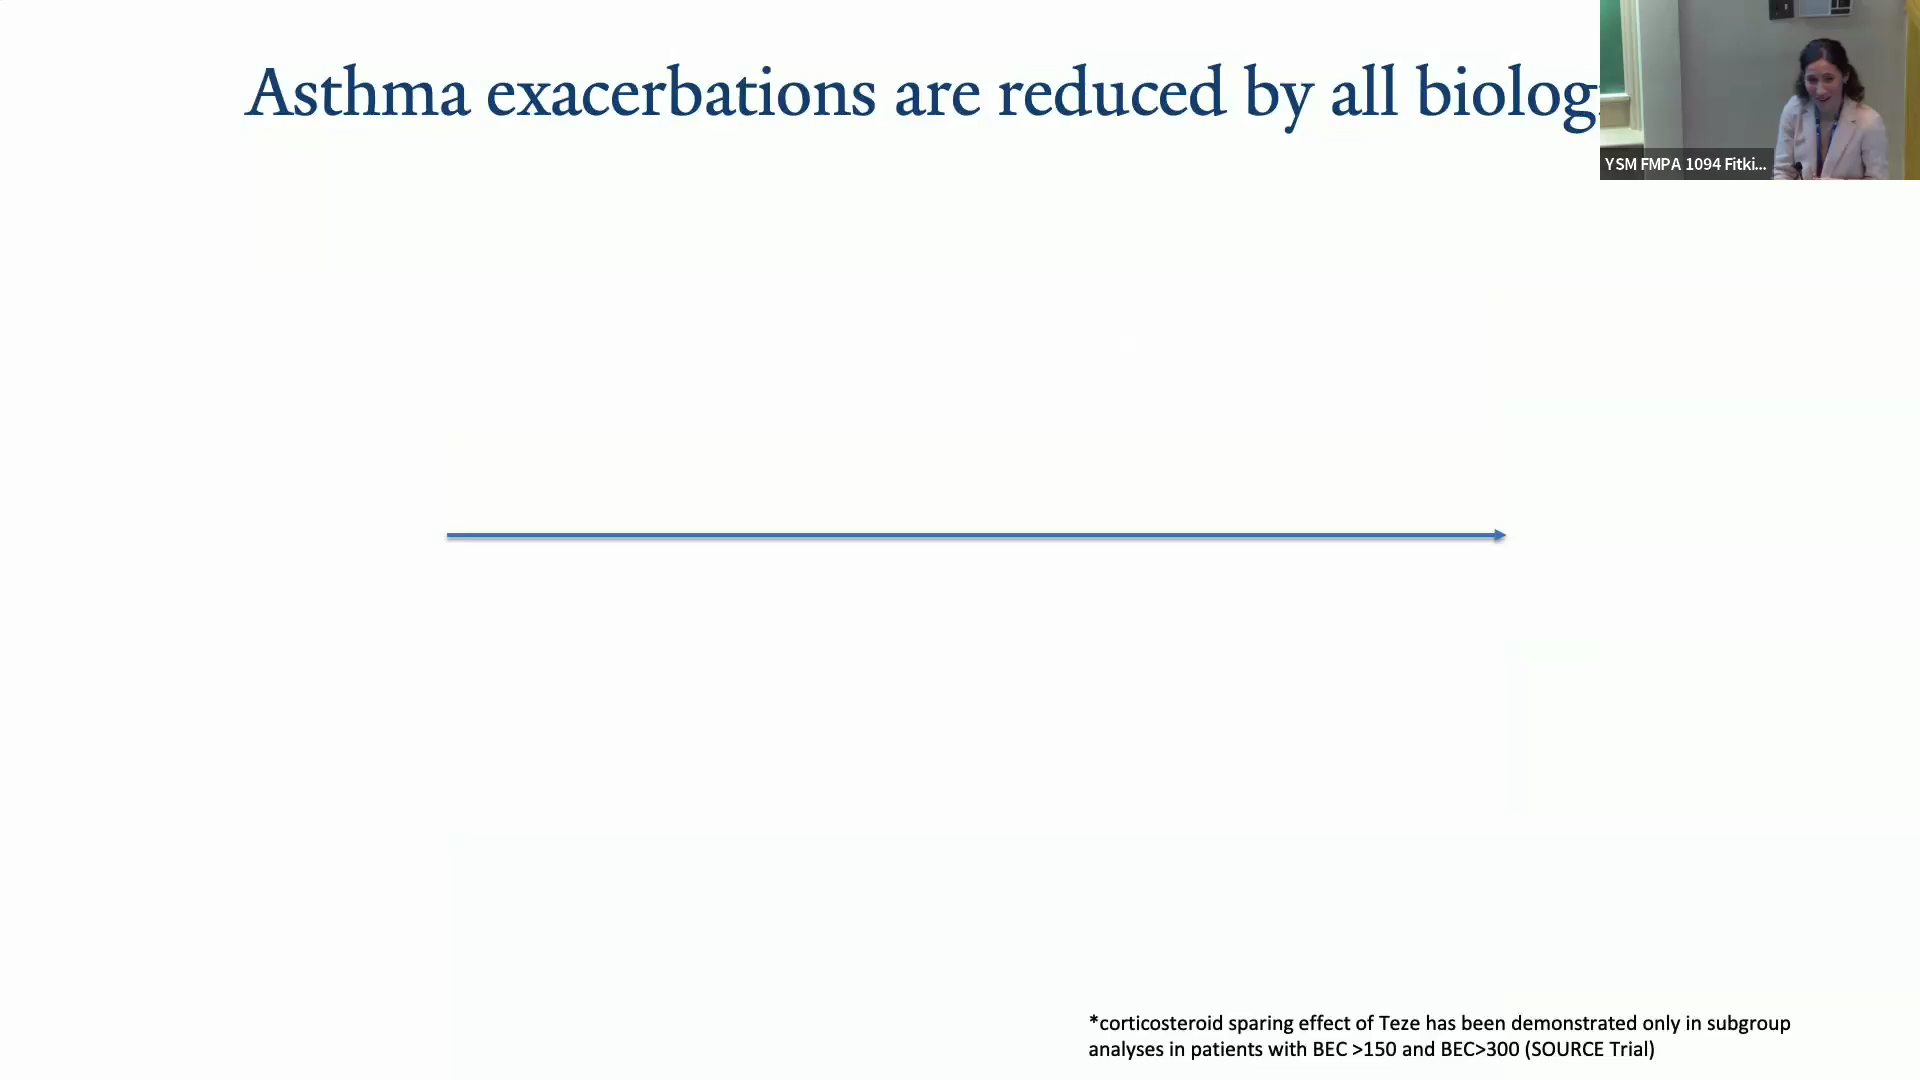 Asthma exacerbations are reduced by all
YSM FMPA 1094 Fitki...
*corticosteroid sparing effect of Teze has been demonstrated only in subgroup
analyses in patients with BEC >150 and BEC>300 (SOURCE Trial)